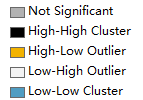 Not Significant
High-High Cluster
High-Low Outlier
Low-High Outlier
Low-Low Cluster